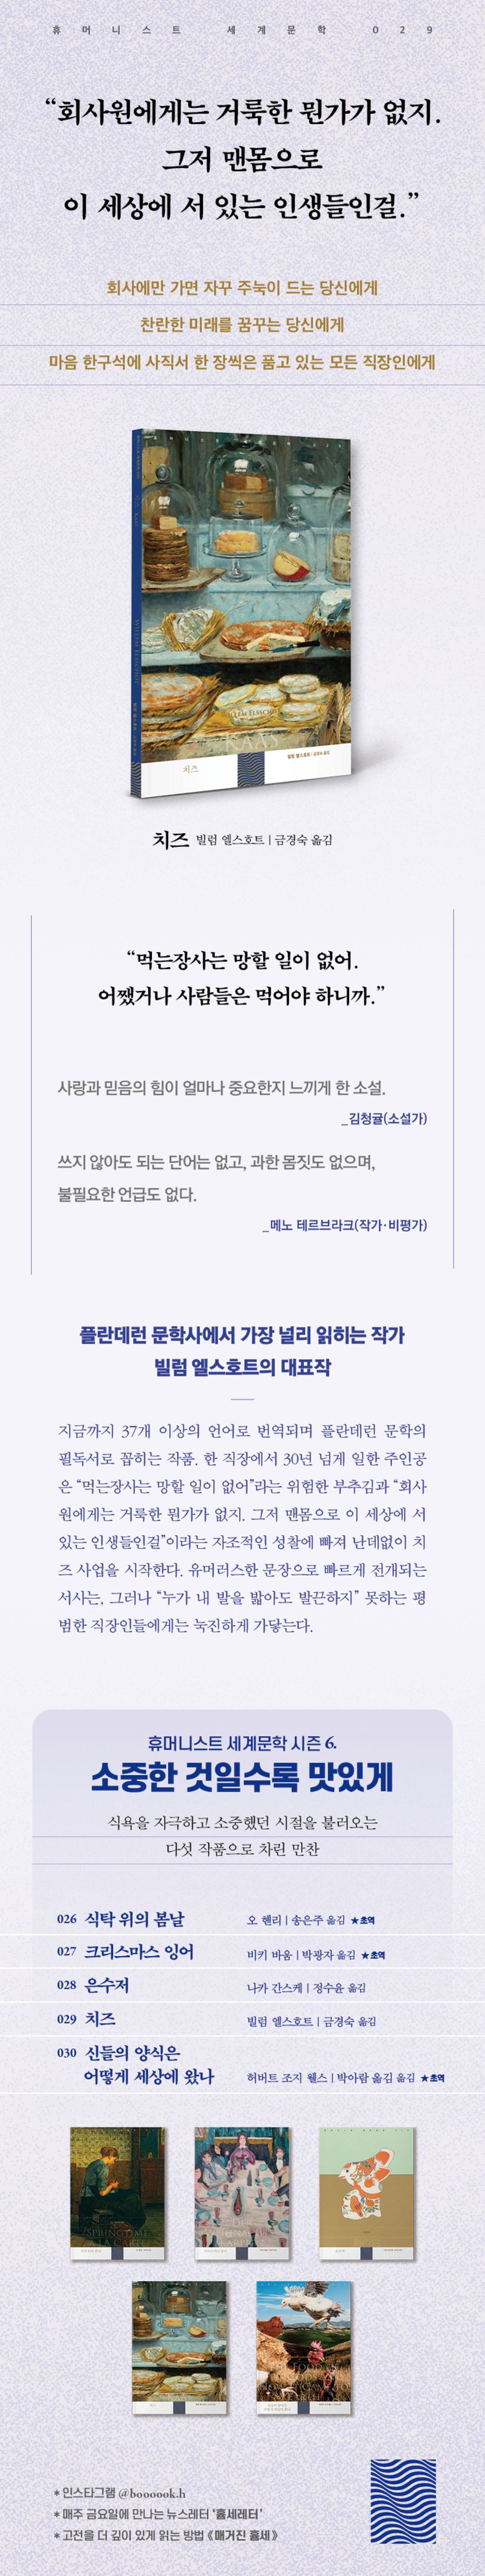 휴 머 니 스 트 세 계 문 학 0 2 9
“회사원에게는 거룩한 뭔가가 없지.
그저 맨몸으로
이 세상에 서 있는 인생들인걸.”
회사에만 가면 자꾸 주눅이 드는 당신에게
찬란한 미래를 꿈꾸는 당신에게
마음 한구석에 사직서 한 장씩은 품고 있는 모든 직장인에게
치즈
빌럼 엘스호트 | 금경숙 옮김
치즈 빌럼 엘스호트 | 금경숙 옮김
“먹는장사는 망할 일이 없어.
어쨌거나 사람들은 먹어야 하니까.”
사랑과 믿음의 힘이 얼마나 중요한지 느끼게 한 소설.
_김청귤(소설가)
쓰지 않아도 되는 단어는 없고, 과한 몸짓도 없으며,
불필요한 언급도 없다.
_메노 테르브라크(작가·비평가)
플란데런 문학사에서 가장 널리 읽히는 작가
빌럼 엘스호트의 대표작
지금까지 37개 이상의 언어로 번역되며 플란데런 문학의
필독서로 꼽히는 작품. 한 직장에서 30년 넘게 일한 주인공
은 “먹는장사는 망할 일이 없어”라는 위험한 부추김과 “회사
원에게는 거룩한 뭔가가 없지. 그저 맨몸으로 이 세상에 서
있는 인생들인걸”이라는 자조적인 성찰에 빠져 난데없이 치
즈 사업을 시작한다. 유머러스한 문장으로 빠르게 전개되는
서사는, 그러나 “누가 내 발을 밟아도 발끈하지” 못하는 평
범한 직장인들에게는 눅진하게 가닿는다.
휴머니스트 세계문학 시즌 6.
소중한 것일수록 맛있게
식욕을 자극하고 소중했던 시절을 불러오는
다섯 작품으로 차린 만찬
026 식탁 위의 봄날 오 헨리 | 송은주 옮김 ★초역
027 크리스마스 잉어 비키 바움 | 박광자 옮김 ★초역
028 은수저 나카 간스케 | 정수윤 옮김
029 치즈 빌럼 엘스호트 | 금경숙 옮김
030 신들의 양식은
어떻게 세상에 왔나 허버트 조지 웰스 | 박아람 옮김 옮김 ★초역
* 인스타그램 @boooook.h
* 매주 금요일에 만나는 뉴스레터 ‘흄세레터’
* 고전을 더 깊이 있게 읽는 방법 《매거진 흄세》